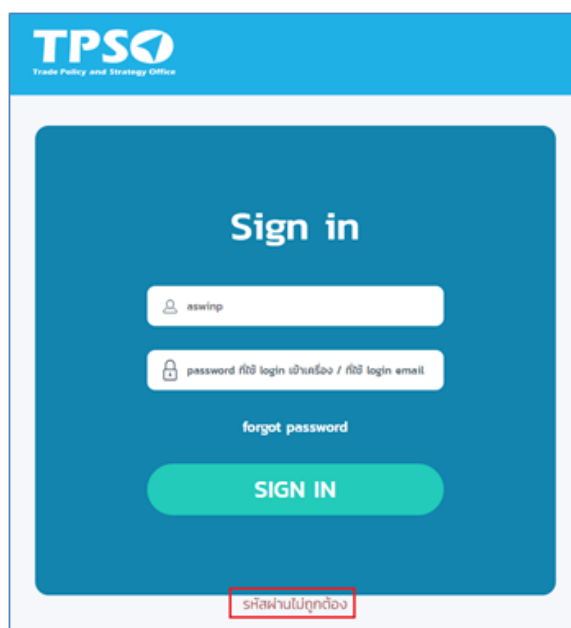 TPSO
Trade Policy and Strategy Office
Sign in
aswinp
password ที่ใช้ login เข้าเครื่อง / ที่ใช้ login email
forgot password
SIGN IN
รหัสผ่านไม่ถูกต้อง